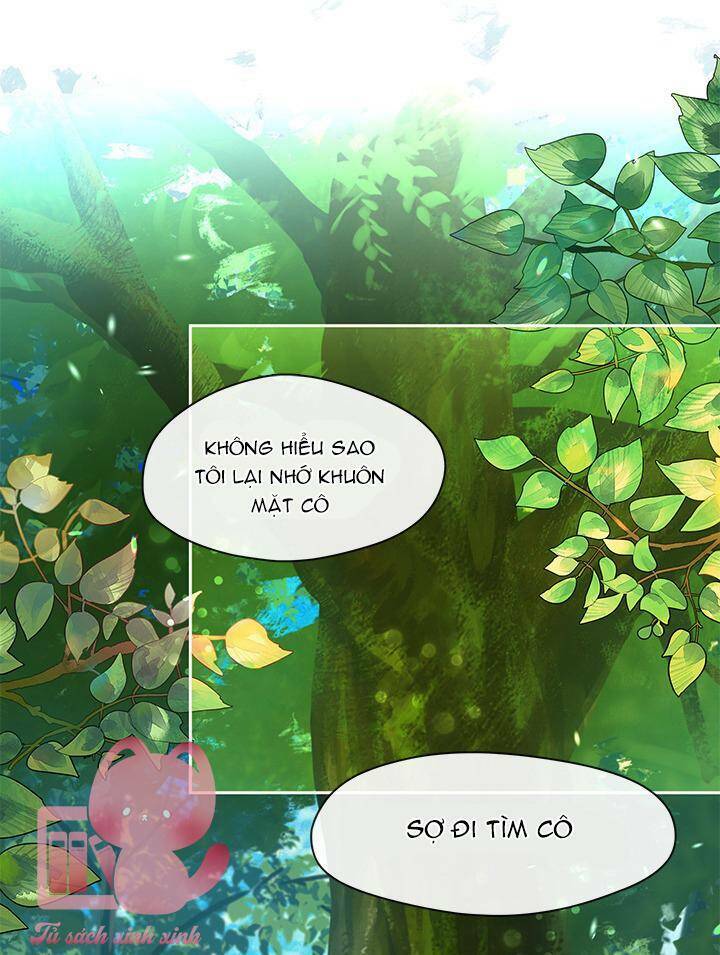 KHÔNG HIỂU SAO
TÔI LẠI NHỚ KHUÔN
MẶT CÔ
SỢ ĐI TÌM CÔ
Tủ sách xinh xinh